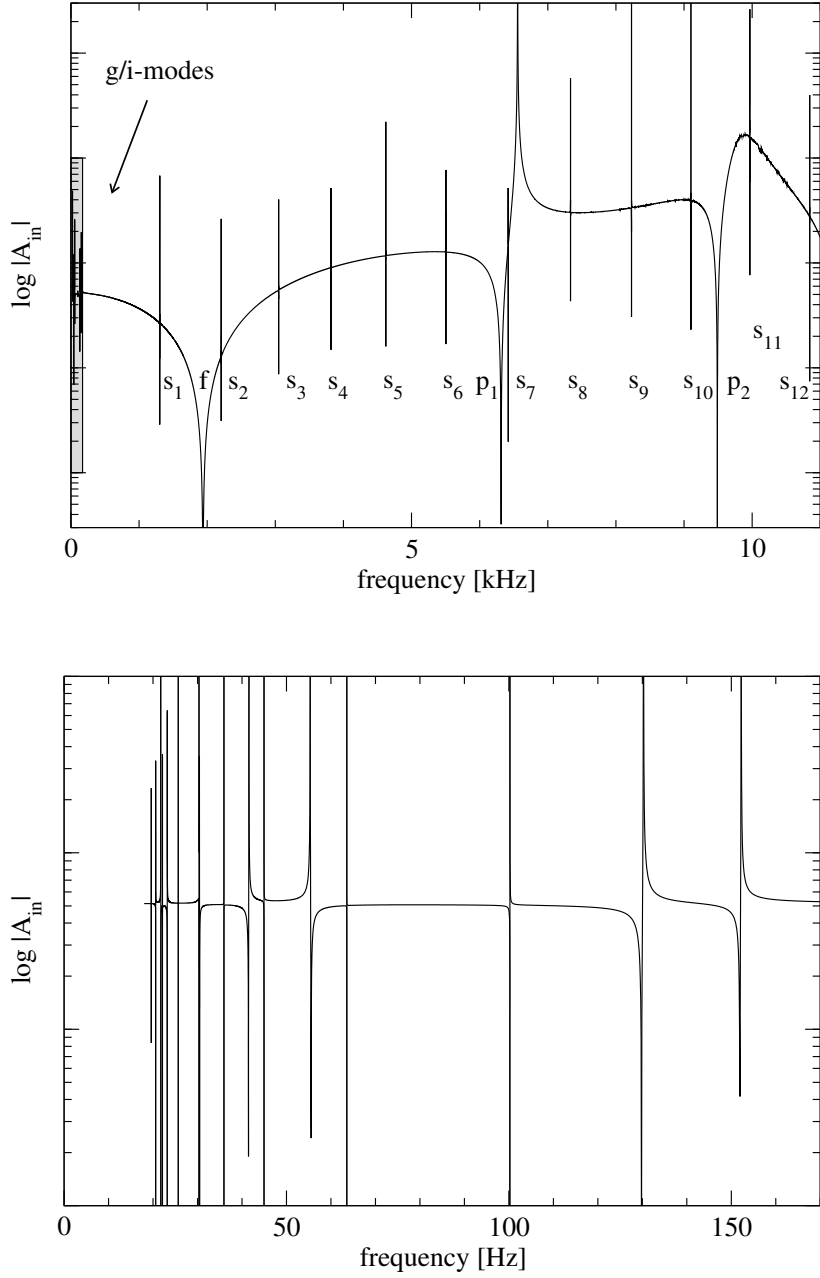 g/i-modes
log |A_in|
s_1 f s_2 s_3 s_4 s_5 s_6 p_1 s_7 s_8 s_9 s_10 p_2 s_11 s_12
0 5 10
frequency [kHz]
log |A_in|
0 50 100 150
frequency [Hz]